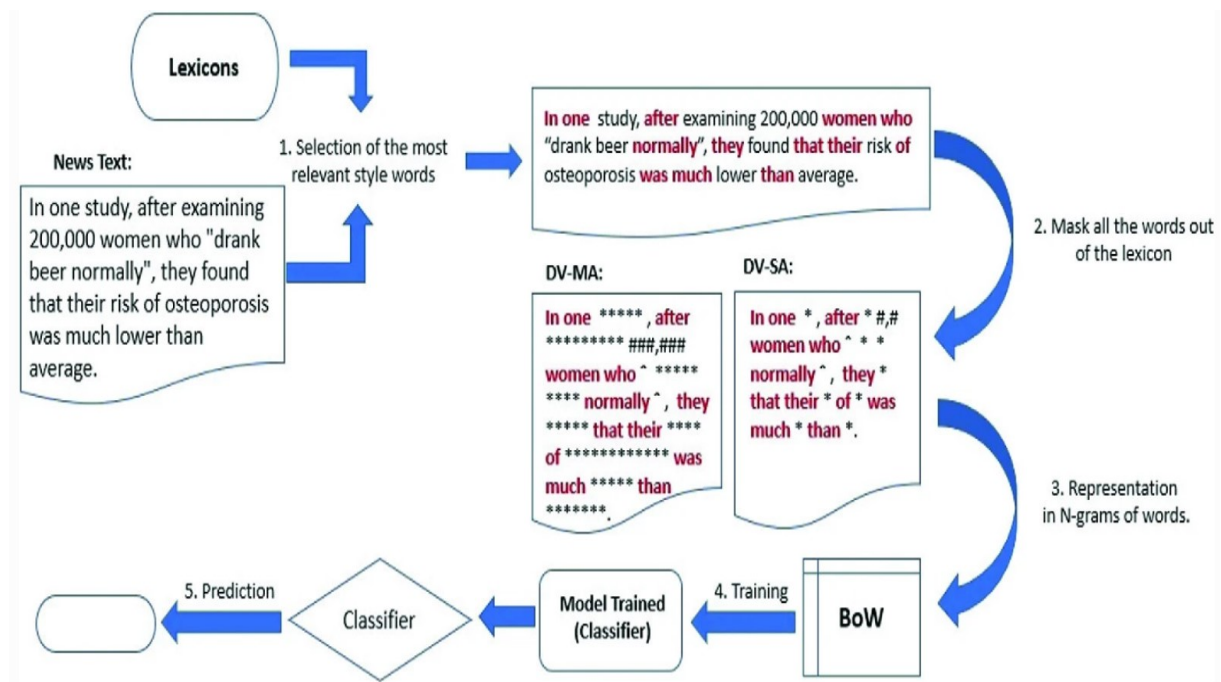 Lexicons
News Text:
In one study, after examining
200,000 women who "drank
beer normally", they found
that their risk of osteoporosis
was much lower than
average.
1. Selection of the most
relevant style words
In one study, after examining 200,000 women who
“drank beer normally”, they found that their risk of
osteoporosis was much lower than average.
2. Mask all the words out
of the lexicon
DV-MA:
In one ***** , after
********* ###,###
women who ˆ *****
**** normally ˆ , they
***** that their ****
of ************ was
much ***** than
*******.
DV-SA:
In one * , after * #,#
women who ˆ * *
normally ˆ , they *
that their * of * was
much * than *.
3. Representation
in N-grams of words.
BoW
4. Training
Model Trained
(Classifier)
Classifier
5. Prediction